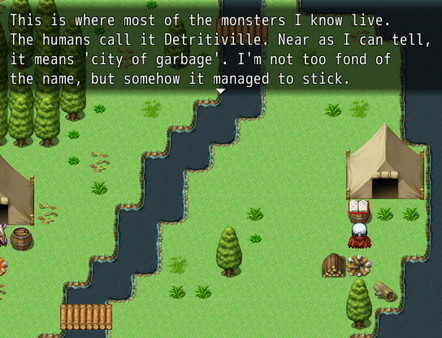 This is where most of the monsters I know live.
The humans call it Detritiville. Near as I can tell,
it means 'city of garbage'. I'm not too fond of
the name, but somehow it managed to stick.